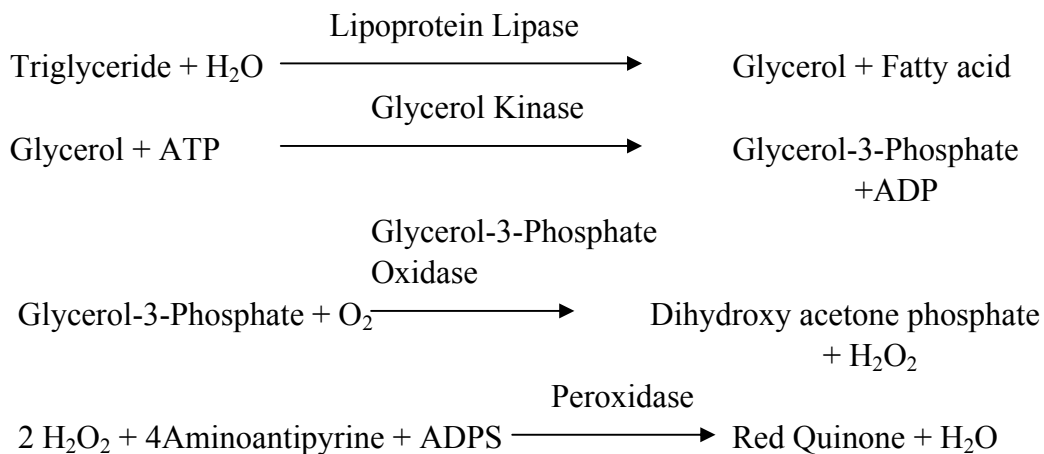 Lipoprotein Lipase
Triglyceride + H₂O Glycerol + Fatty acid
Glycerol Kinase
Glycerol + ATP Glycerol-3-Phosphate
+ADP
Glycerol-3-Phosphate
Oxidase
Glycerol-3-Phosphate + O₂ Dihydroxy acetone phosphate
+ H₂O₂
Peroxidase
2 H₂O₂ + 4Aminoantipyrine + ADPS Red Quinone + H₂O